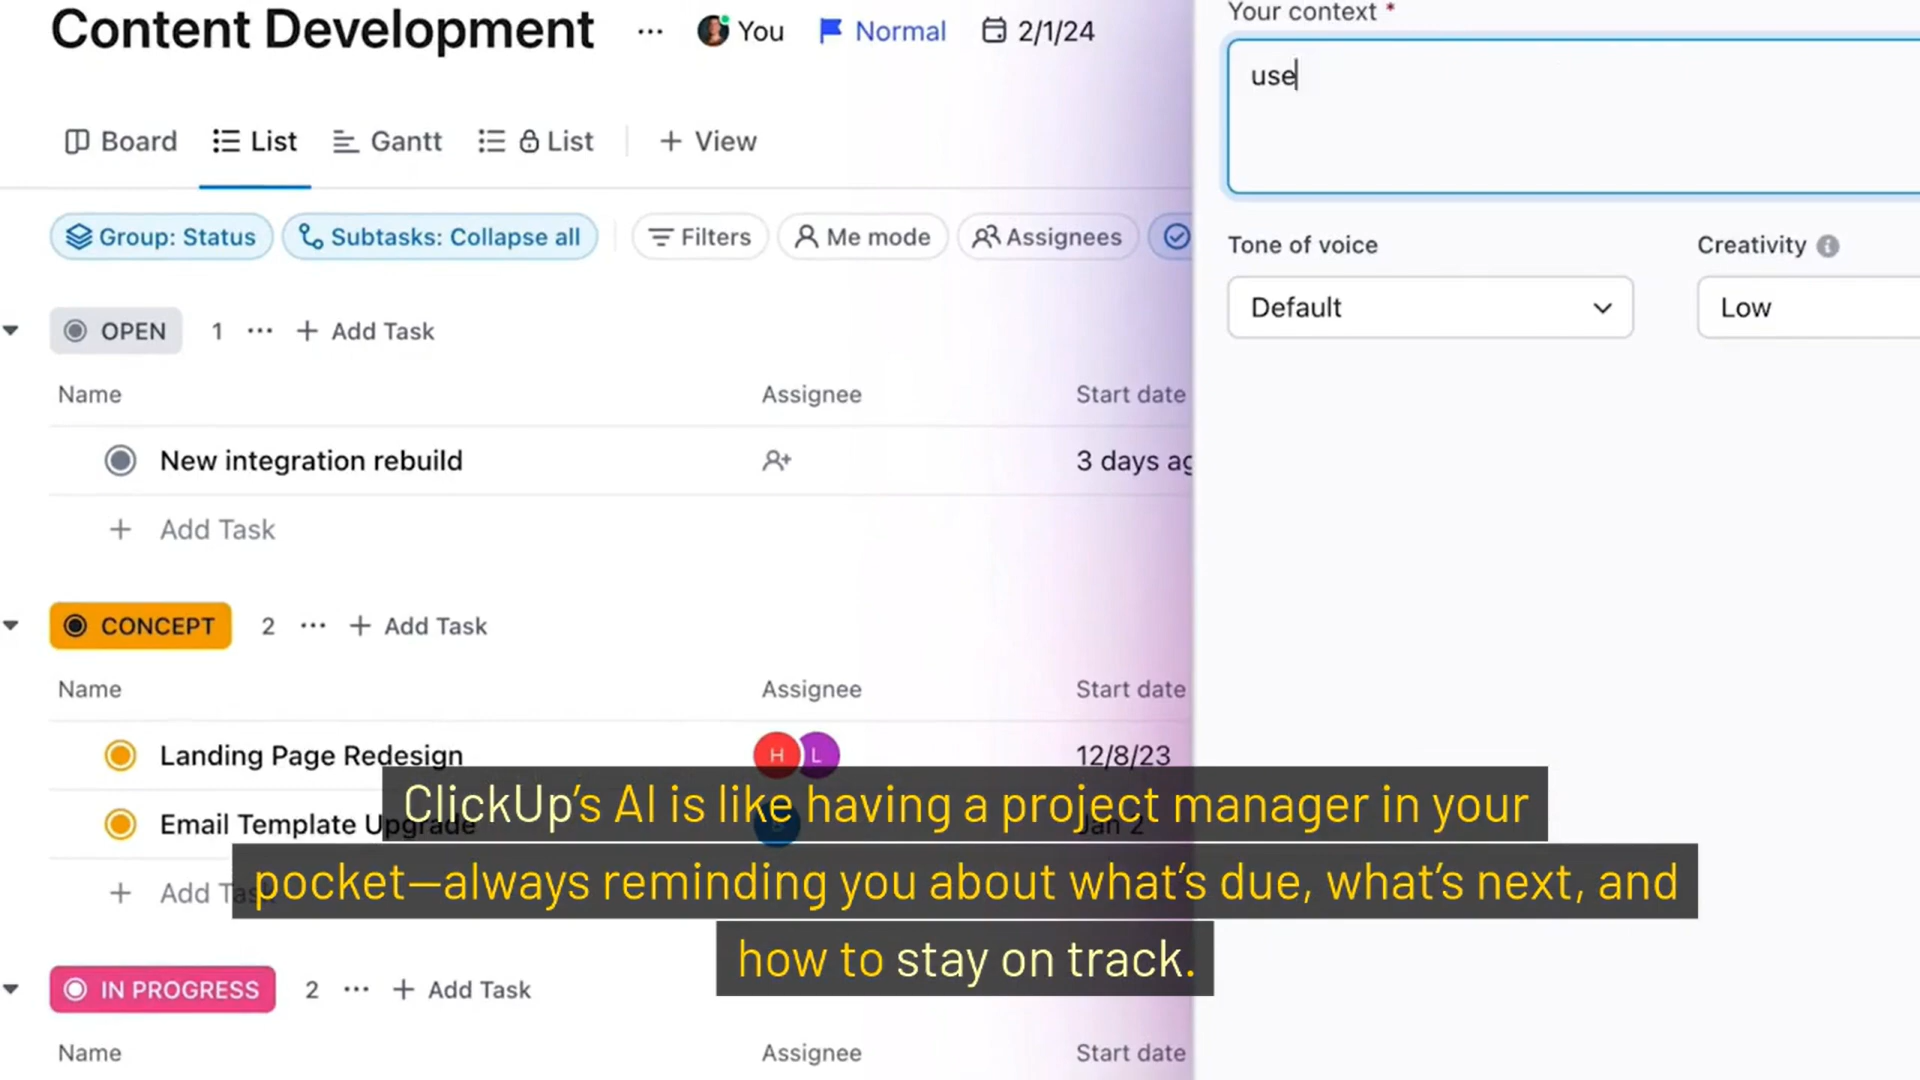 Content Development ... You Normal 2/1/24
Board List Gantt List + View
Group: Status Subtasks: Collapse all Filters Me mode Assignees
OPEN 1 ... + Add Task
Name Assignee Start date
New integration rebuild 3 days ag
+ Add Task
CONCEPT 2 ... + Add Task
Name Assignee Start date
Landing Page Redesign H L 12/8/23
Email Template Upgrade Jan 2
+ Add Task
IN PROGRESS 2 ... + Add Task
Name Assignee Start date
Your context *
use
Tone of voice Creativity
Default Low
ClickUp’s AI is like having a project manager in your
pocket—always reminding you about what’s due, what’s next, and
how to stay on track.